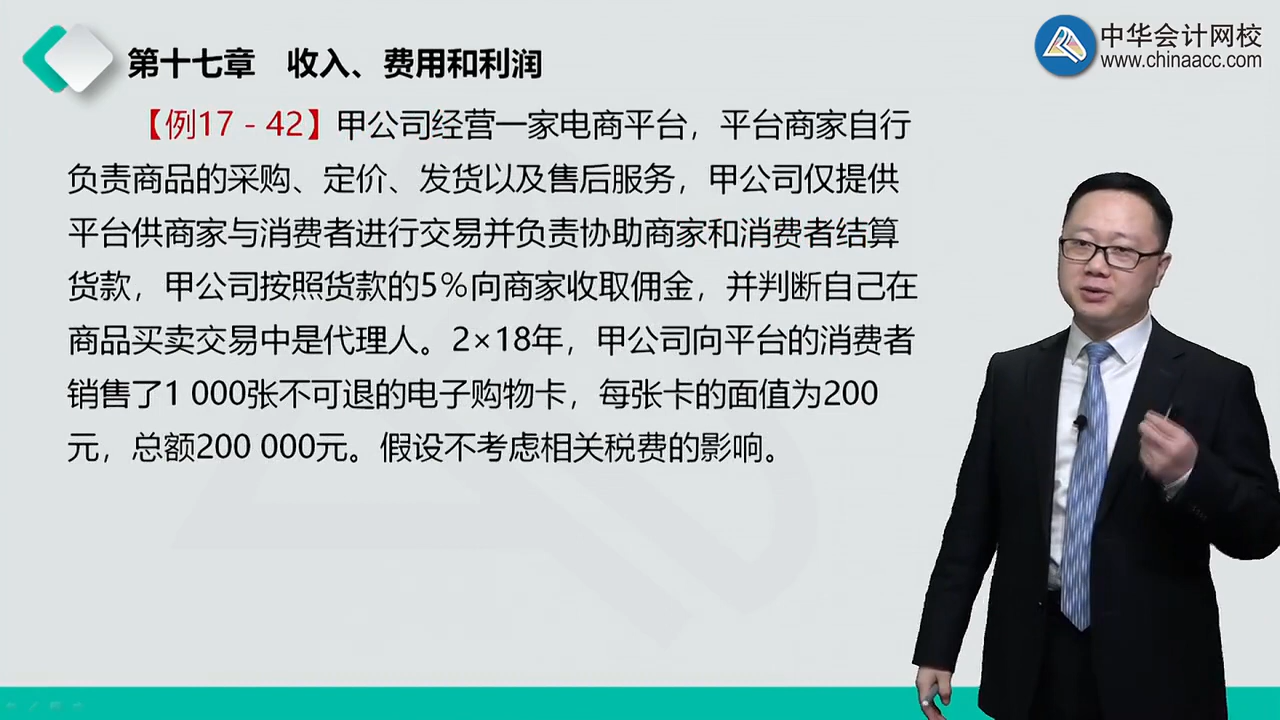 第十七章 收入、费用和利润
中华会计网校
www.chinaacc.com
【例17-42】甲公司经营一家电商平台，平台商家自行
负责商品的采购、定价、发货以及售后服务，甲公司仅提供
平台供商家与消费者进行交易并负责协助商家和消费者结算
货款，甲公司按照货款的5%向商家收取佣金，并判断自己在
商品买卖交易中是代理人。2×18年，甲公司向平台的消费者
销售了1 000张不可退的电子购物卡，每张卡的面值为200
元，总额200 000元。假设不考虑相关税费的影响。